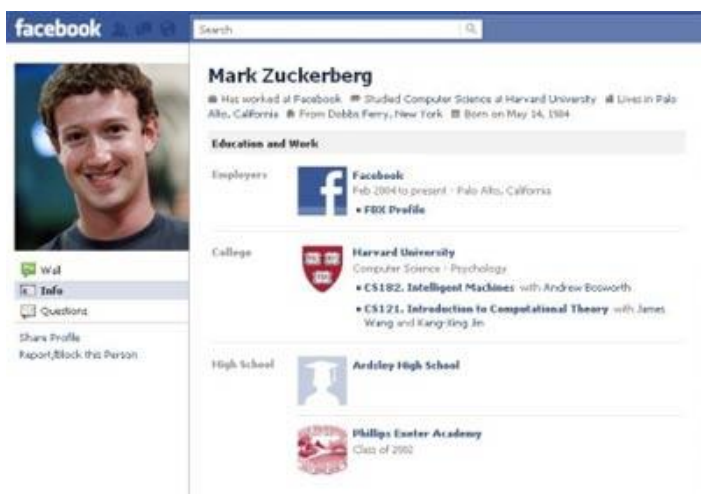 facebook
Search
Mark Zuckerberg
Has worked at Facebook Studied Computer Science at Harvard University Lives in Palo
Alto, California From Dobbs Ferry, New York Born on May 14, 1984
Education and Work
Employers
Facebook
Feb 2004 to present · Palo Alto, California
• FBX Profile
College
Harvard University
Computer Science · Psychology
• CS182. Intelligent Machines with Andrew Bosworth
• CS121. Introduction to Computational Theory with James
Wang and Kang-Xing Jin
High School
Ardsley High School
Phillips Exeter Academy
Class of 2002
Wall
Info
Questions
Share Profile
Report/Block this Person